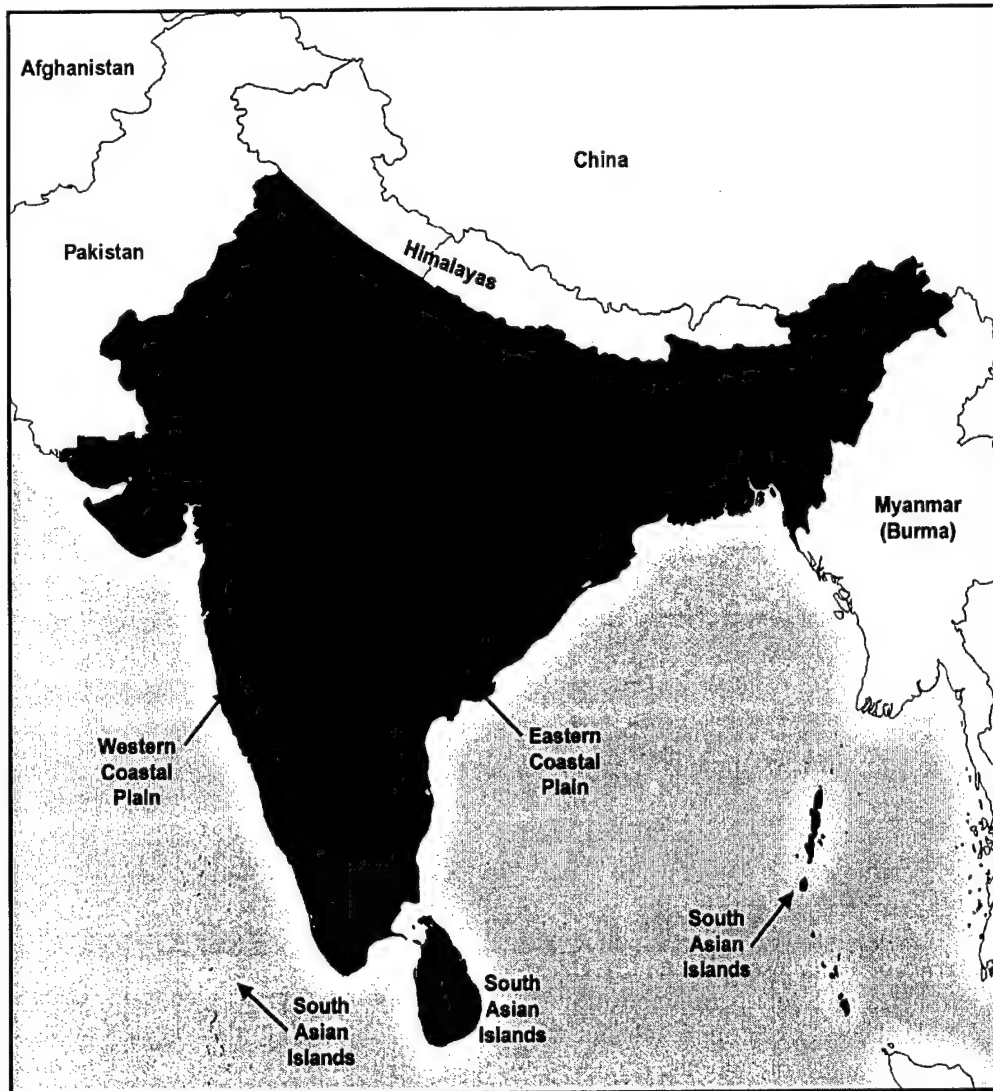 Afghanistan
China
Pakistan
Himalayas
Myanmar
(Burma)
Western
Coastal
Plain
Eastern
Coastal
Plain
South
Asian
Islands
South
Asian
Islands
South
Asian
Islands